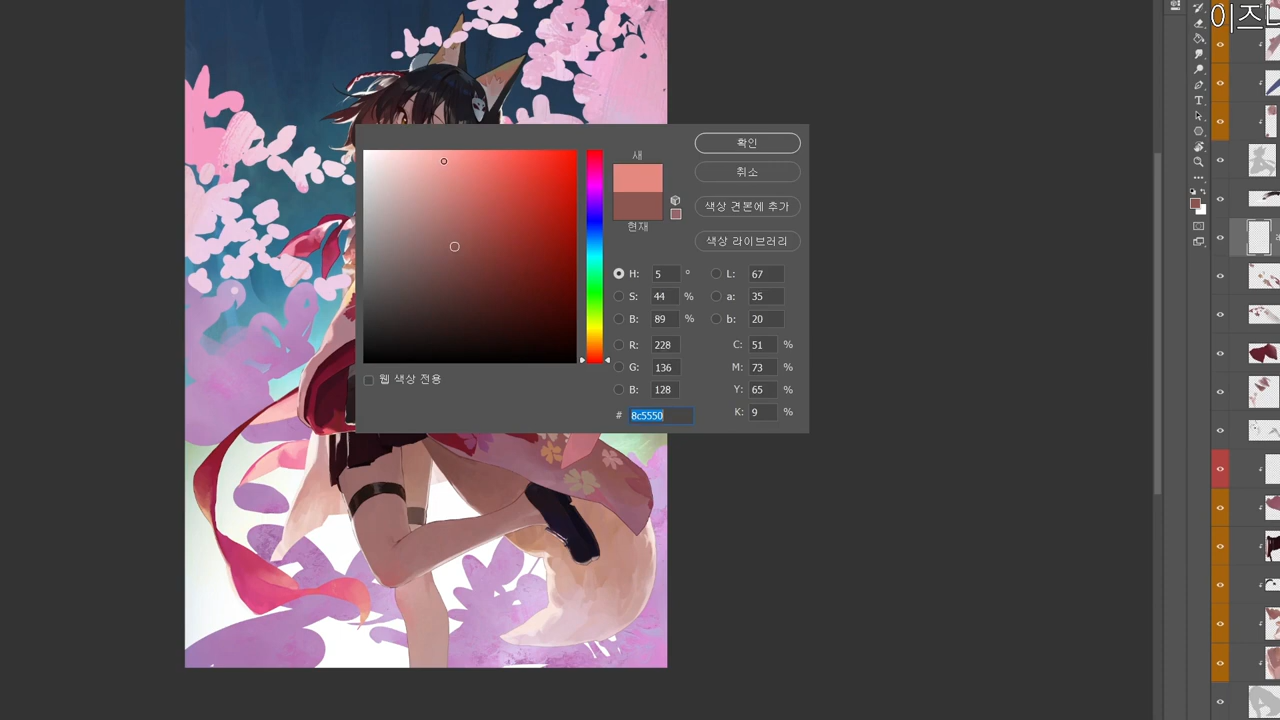 이즈
새
현재
확인
취소
색상 견본에 추가
색상 라이브러리
H: 5 °
S: 44 %
B: 89 %
R: 228
G: 136
B: 128
L: 67
a: 35
b: 20
C: 51 %
M: 73 %
Y: 65 %
K: 9 %
웹 색상 전용
# 8c5550